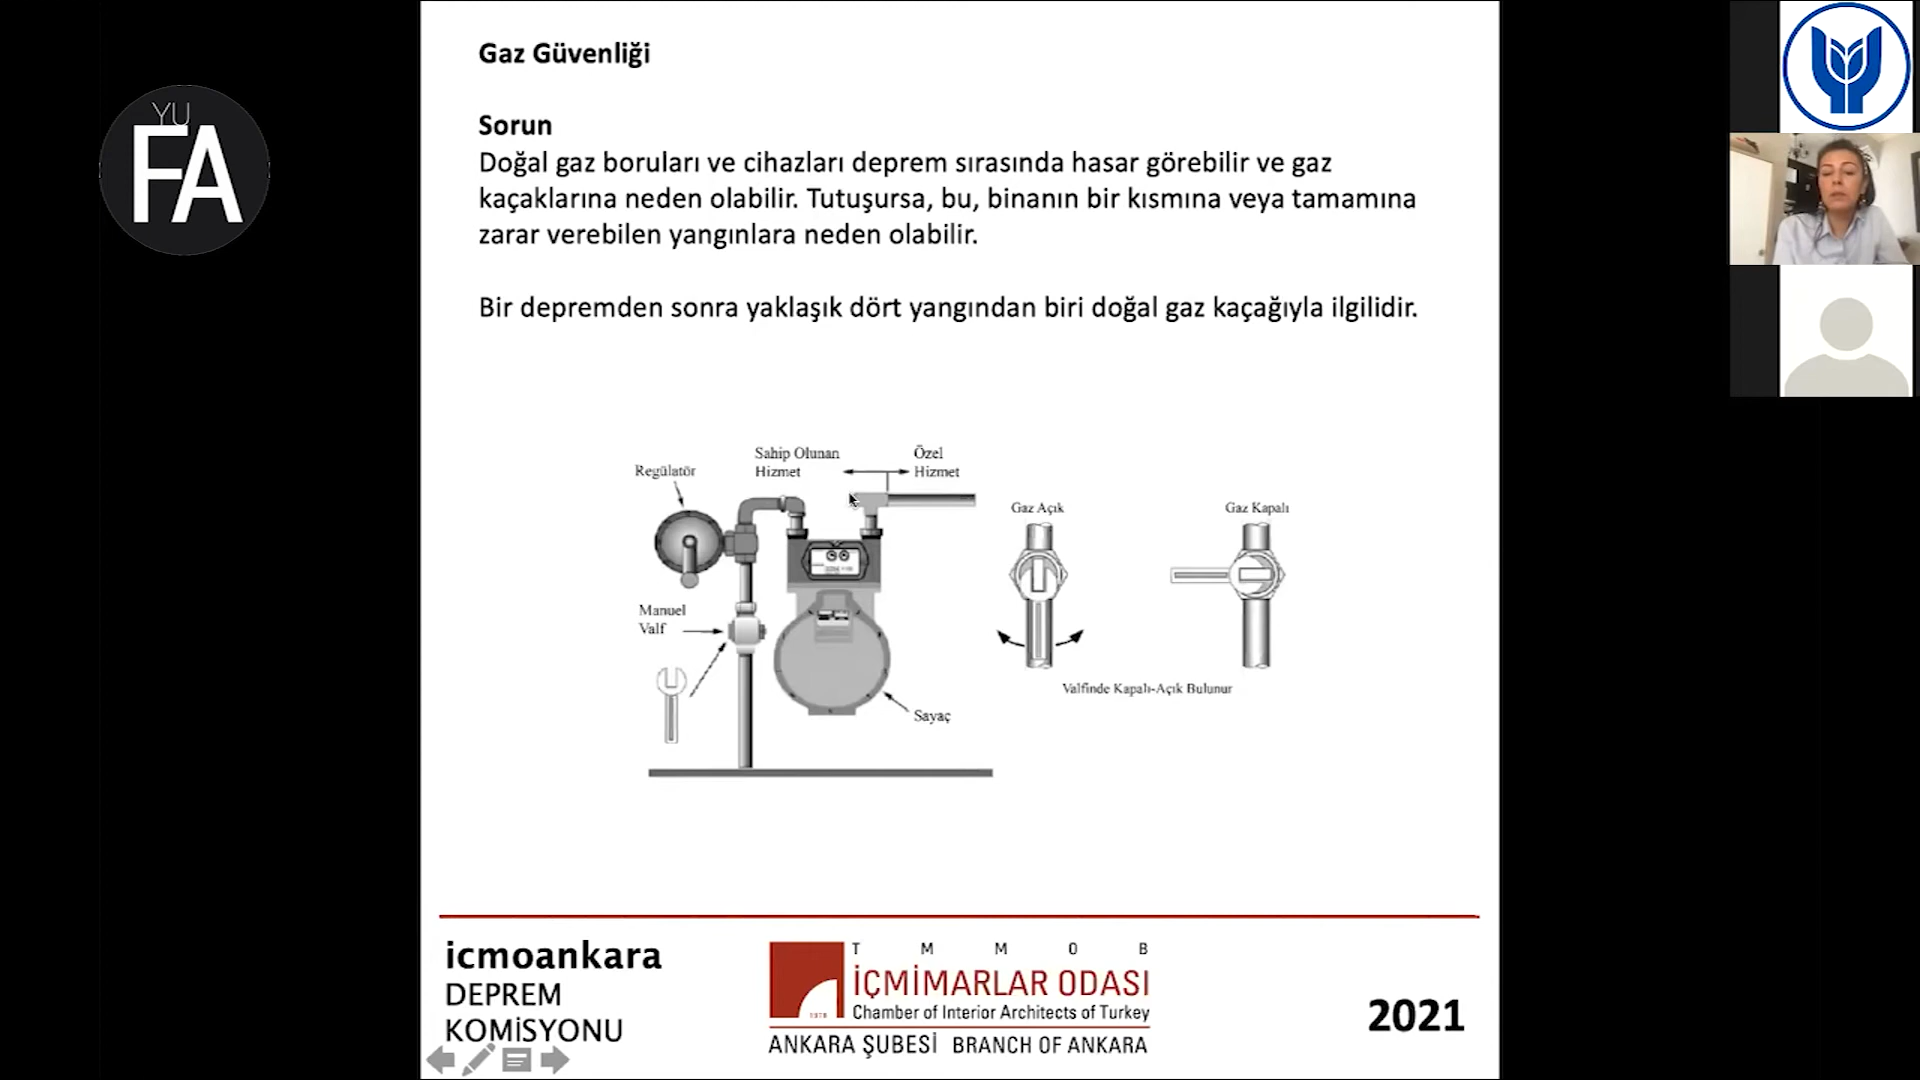 YU
FA
Gaz Güvenliği
Sorun
Doğal gaz boruları ve cihazları deprem sırasında hasar görebilir ve gaz
kaçaklarına neden olabilir. Tutuşursa, bu, binanın bir kısmına veya tamamına
zarar verebilen yangınlara neden olabilir.
Bir depremden sonra yaklaşık dört yangından biri doğal gaz kaçağıyla ilgilidir.
Regülatör
Sahip Olunan
Hizmet
Özel
Hizmet
Gaz Açık
Gaz Kapalı
Manuel
Valf
Valfinde Kapalı-Açık Bulunur
Sayaç
icmoankara
DEPREM
KOMİSYONU
T M M O B
İÇMİMARLAR ODASI
Chamber of Interior Architects of Turkey
ANKARA ŞUBESİ BRANCH OF ANKARA
2021